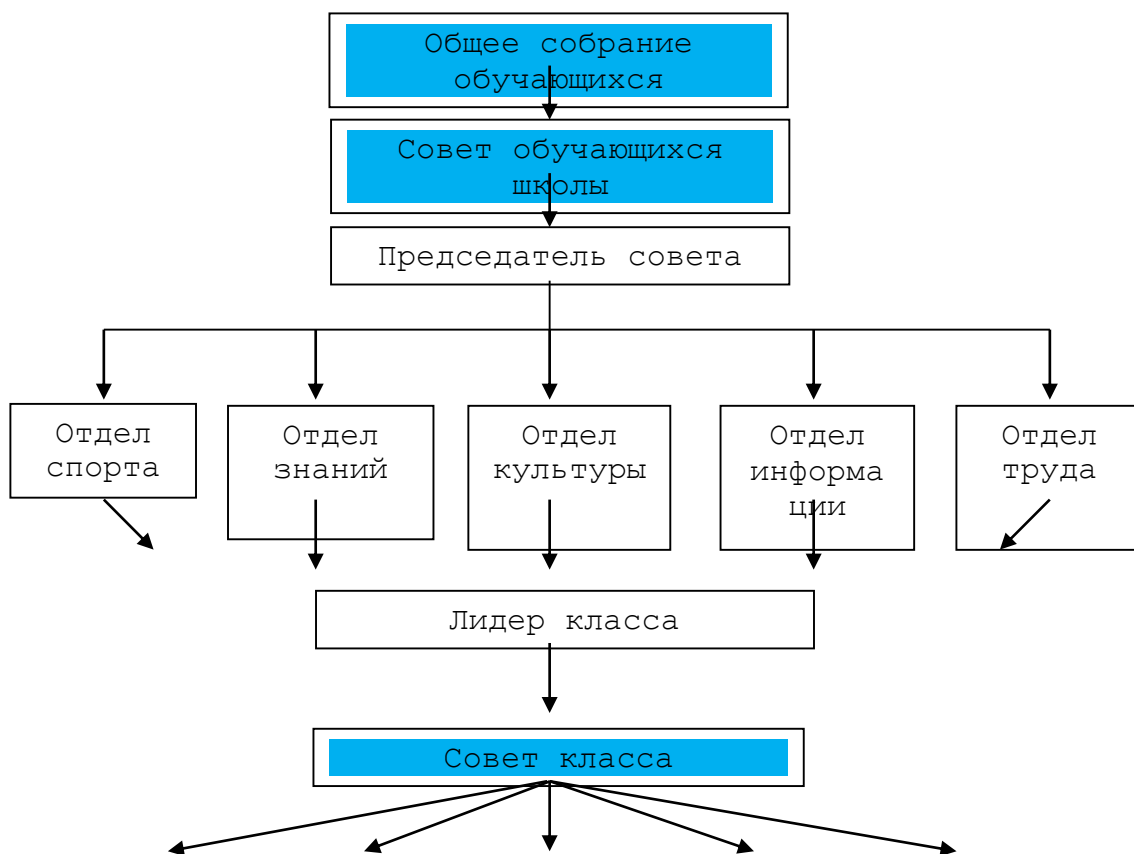 Общее собрание
обучающихся
Совет обучающихся
школы
Председатель совета
Отдел
спорта
Отдел
знаний
Отдел
культуры
Отдел
информа
ции
Отдел
труда
Лидер класса
Совет класса